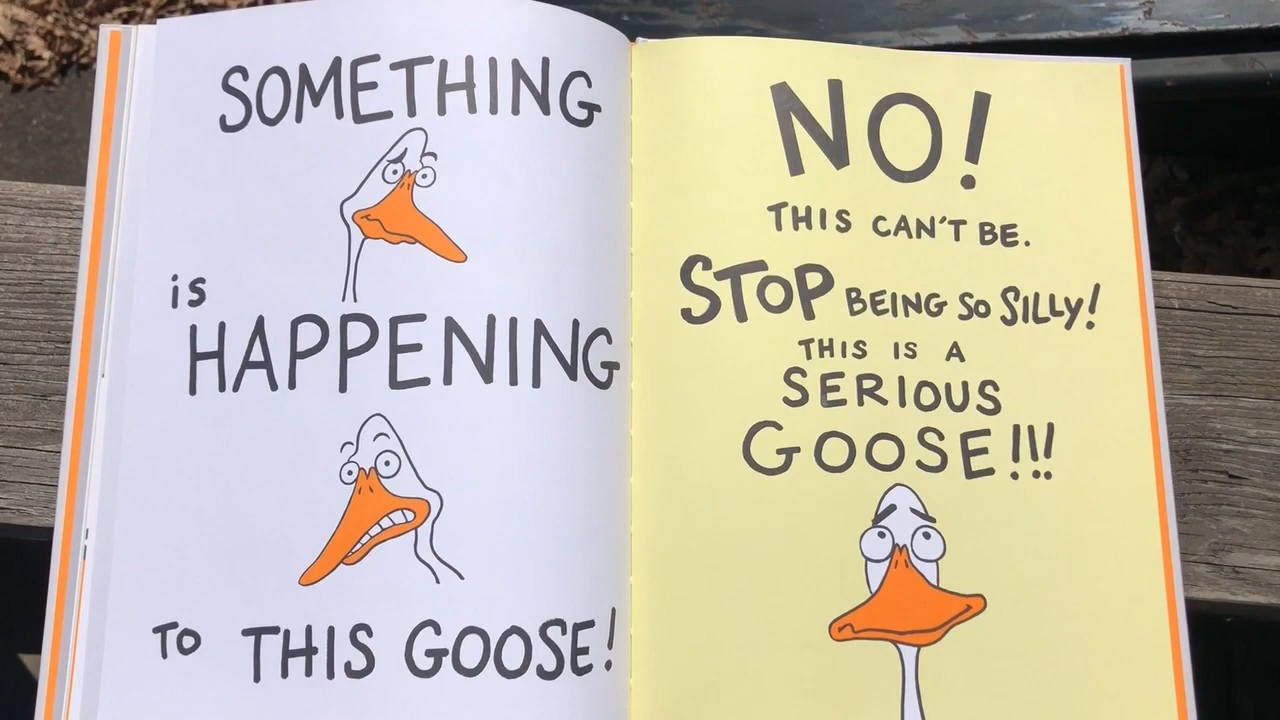 SOMETHING
is
HAPPENING
To THIS GOOSE!
NO!
THIS CAN'T BE.
STOP BEING SO SILLY!
THIS IS A
SERIOUS
GOOSE!!!